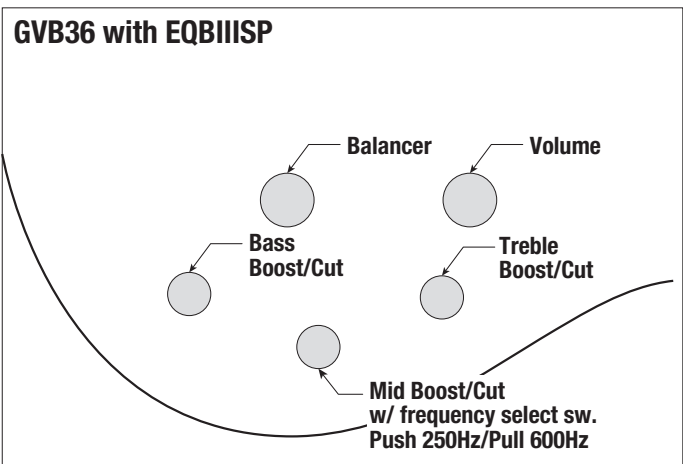 GVB36 with EQBIIISP
Balancer
Volume
Bass
Boost/Cut
Treble
Boost/Cut
Mid Boost/Cut
w/ frequency select sw.
Push 250Hz/Pull 600Hz